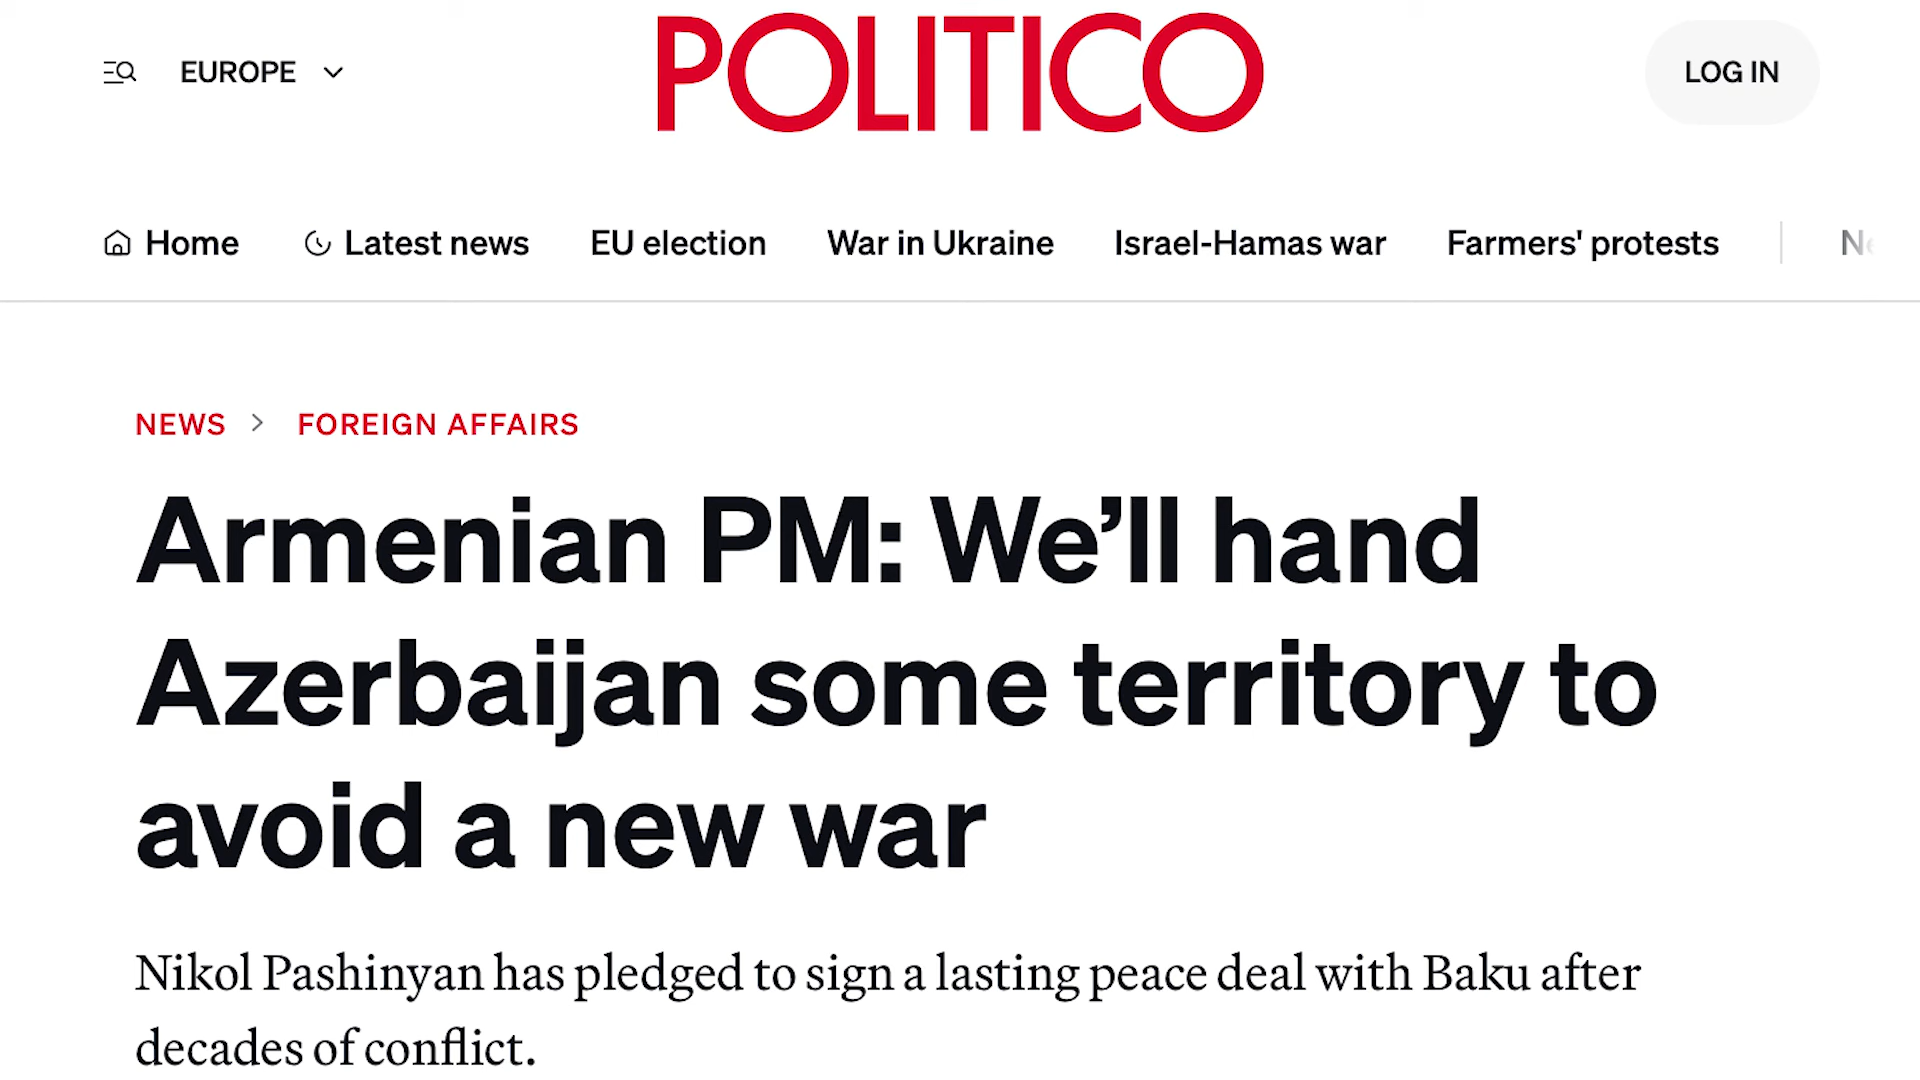 EUROPE
POLITICO
LOG IN
Home
Latest news
EU election
War in Ukraine
Israel-Hamas war
Farmers' protests
NEWS > FOREIGN AFFAIRS
Armenian PM: We’ll hand
Azerbaijan some territory to
avoid a new war
Nikol Pashinyan has pledged to sign a lasting peace deal with Baku after
decades of conflict.